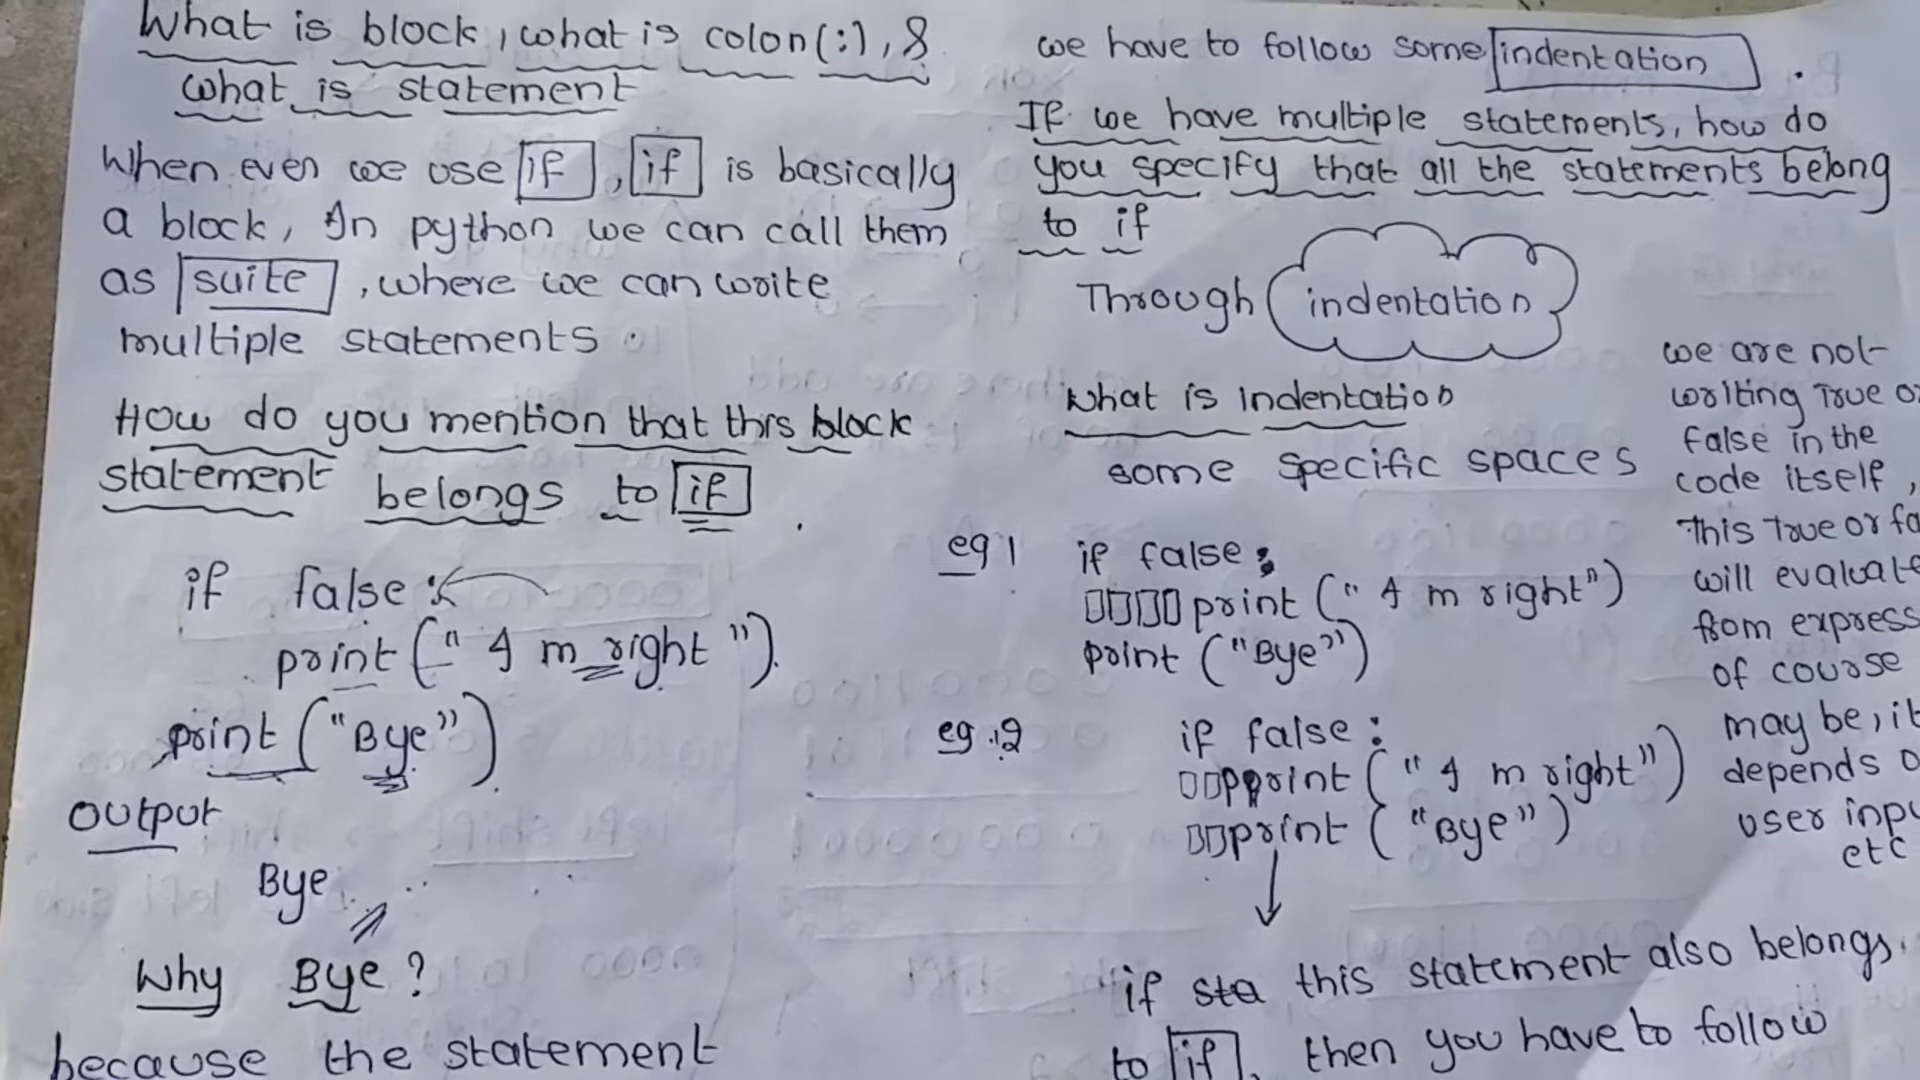 What is block, what is colon(:), &
what is statement
When ever we use if, if is basically
a block, In python we can call them
as suite, where we can write
multiple statements.
How do you mention that this block
statement belongs to if.
if false:
print (" I m right ")
print ("Bye")
output
Bye
Why Bye?
because the statement
we have to follow some indentation.
If we have multiple statements, how do
you specify that all the statements belong
to if
Through indentation
what is indentation
some specific spaces
eg 1 if false:
print (" I m right")
print ("Bye")
eg 2 if false:
print (" I m right")
print ("Bye")
if sta this statement also belongs
to if, then you have to follow
we are not
writing True
false in the
code itself,
This True or
will evaluate
from
of course
may be, it
depends
user
etc